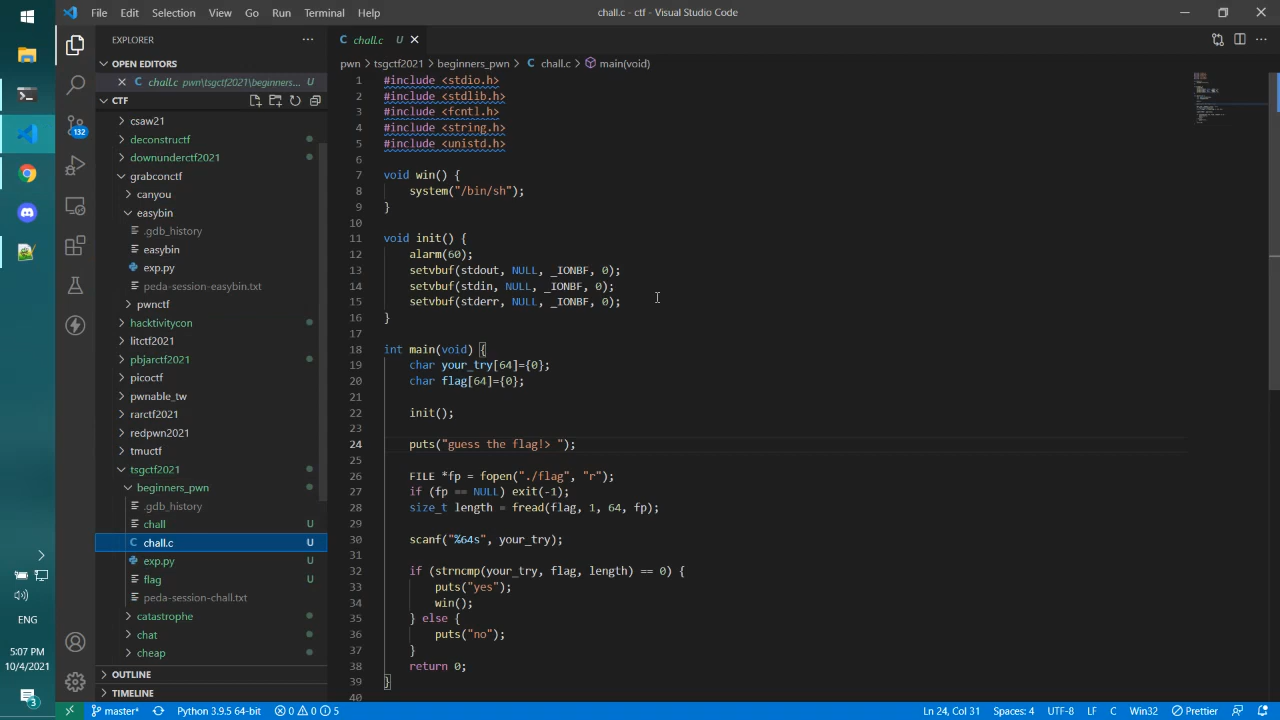 File Edit Selection View Go Run Terminal Help
chall.c - ctf - Visual Studio Code
EXPLORER
OPEN EDITORS
chall.c pwn\tsgctf2021\beginners... U
CTF
csaw21
deconstructf
downunderctf2021
grabconctf
canyou
easybin
.gdb_history
easybin
exp.py
peda-session-easybin.txt
pwnctf
hacktivitycon
litctf2021
pbjarctf2021
picoctf
pwnable_tw
rarctf2021
redpwn2021
tmuctf
tsgctf2021
beginners_pwn
.gdb_history
chall U
chall.c U
exp.py U
flag U
peda-session-chall.txt
catastrophe
chat
cheap
OUTLINE
TIMELINE
132
chall.c U
pwn > tsgctf2021 > beginners_pwn > chall.c > main(void)
1 #include <stdio.h>
2 #include <stdlib.h>
3 #include <fcntl.h>
4 #include <string.h>
5 #include <unistd.h>
6
7 void win() {
8 system("/bin/sh");
9 }
10
11 void init() {
12 alarm(60);
13 setvbuf(stdout, NULL, _IONBF, 0);
14 setvbuf(stdin, NULL, _IONBF, 0);
15 setvbuf(stderr, NULL, _IONBF, 0);
16 }
17
18 int main(void) {
19 char your_try[64]={0};
20 char flag[64]={0};
21
22 init();
23
24 puts("guess the flag!> ");
25
26 FILE *fp = fopen("./flag", "r");
27 if (fp == NULL) exit(-1);
28 size_t length = fread(flag, 1, 64, fp);
29
30 scanf("%64s", your_try);
31
32 if (strncmp(your_try, flag, length) == 0) {
33 puts("yes");
34 win();
35 } else {
36 puts("no");
37 }
38 return 0;
39 }
40
ENG
5:07 PM
10/4/2021
3
master* Python 3.9.5 64-bit 0 0 5
Ln 24, Col 31 Spaces: 4 UTF-8 LF C Win32 Prettier